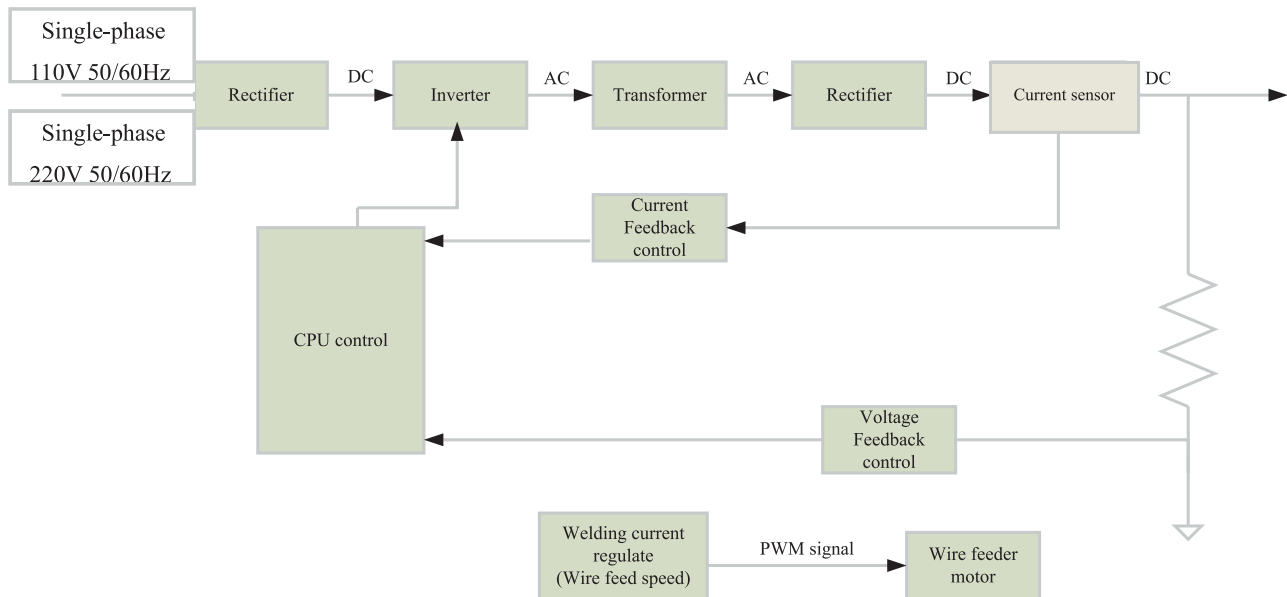 Single-phase
110V 50/60Hz
Single-phase
220V 50/60Hz
Rectifier
DC
Inverter
AC
Transformer
AC
Rectifier
DC
Current sensor
DC
Current
Feedback
control
CPU control
Voltage
Feedback
control
Welding current
regulate
(Wire feed speed)
PWM signal
Wire feeder
motor